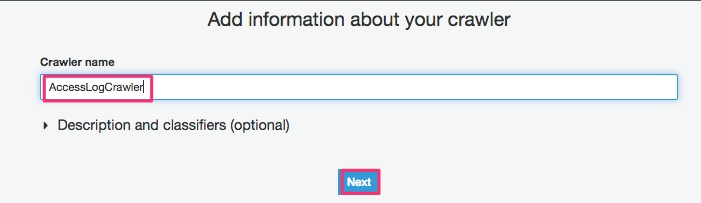 Add information about your crawler
Crawler name
AccessLogCrawler
Description and classifiers (optional)
Next